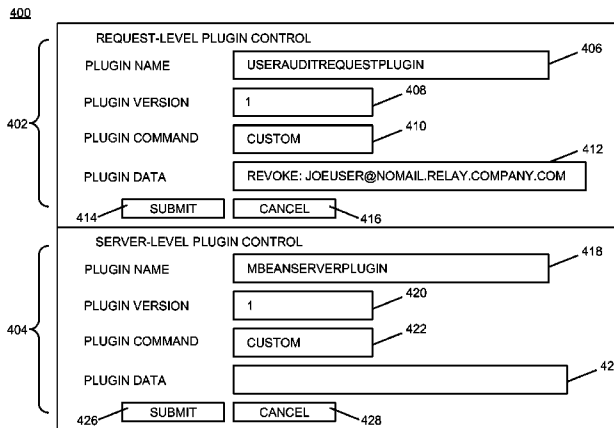 400
REQUEST-LEVEL PLUGIN CONTROL
PLUGIN NAME USERAUDITREQUESTPLUGIN 406
PLUGIN VERSION 1 408
402
PLUGIN COMMAND CUSTOM 410
412
PLUGIN DATA REVOKE: JOEUSER@NOMAIL.RELAY.COMPANY.COM
414 SUBMIT CANCEL 416
SERVER-LEVEL PLUGIN CONTROL
PLUGIN NAME MBEANSERVERPLUGIN 418
PLUGIN VERSION 1 420
404
PLUGIN COMMAND CUSTOM 422
PLUGIN DATA
426 SUBMIT CANCEL 428